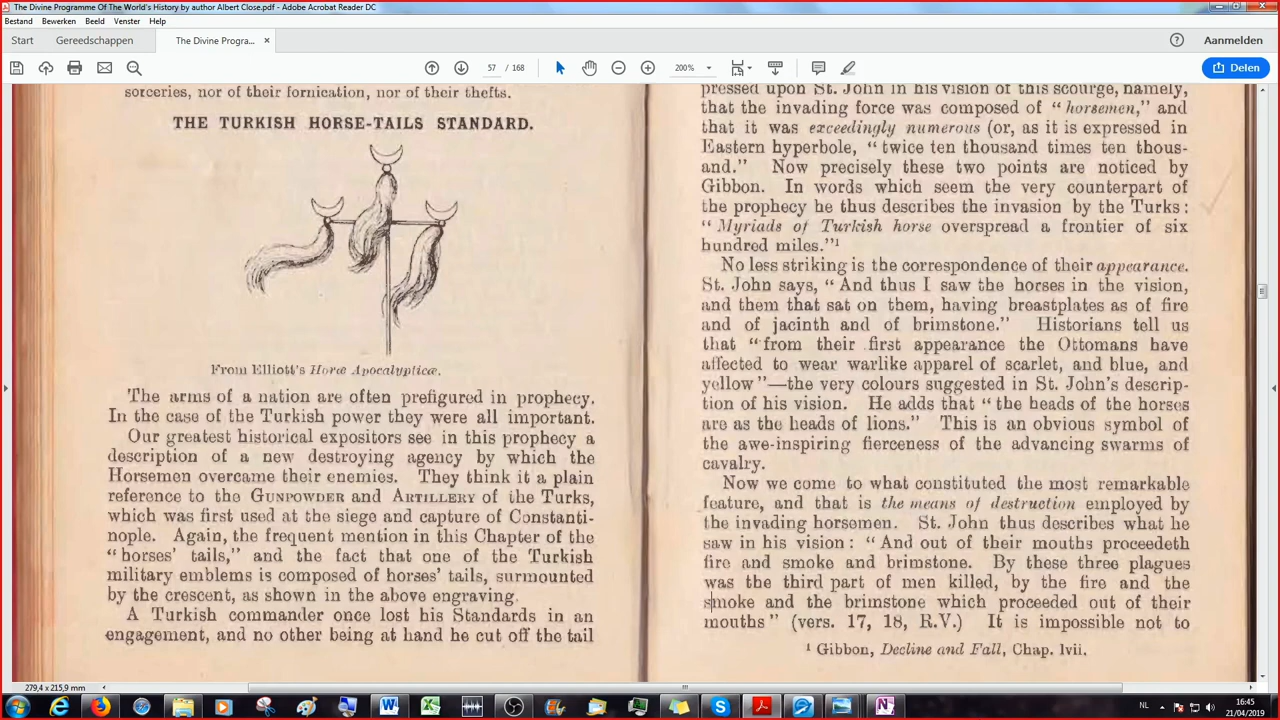 The Divine Programme Of The World's History by author Albert Close.pdf - Adobe Acrobat Reader DC
Bestand Bewerken Beeld Venster Help
Start Gereedschappen The Divine Progra... × Aanmelden
57 / 168 200% Delen
sorceries, nor of their fornication, nor of their thefts.
THE TURKISH HORSE-TAILS STANDARD.
From Elliott's Horæ Apocalypticæ.
The arms of a nation are often prefigured in prophecy.
In the case of the Turkish power they were all important.
Our greatest historical expositors see in this prophecy a
description of a new destroying agency by which the
Horsemen overcame their enemies. They think it a plain
reference to the GUNPOWDER and ARTILLERY of the Turks,
which was first used at the siege and capture of Constanti-
nople. Again, the frequent mention in this Chapter of the
"horses' tails," and the fact that one of the Turkish
military emblems is composed of horses' tails, surmounted
by the crescent, as shown in the above engraving.
A Turkish commander once lost his Standards in an
engagement, and no other being at hand he cut off the tail
pressed upon St. John in his vision of this scourge, namely,
that the invading force was composed of "horsemen," and
that it was exceedingly numerous (or, as it is expressed in
Eastern hyperbole, "twice ten thousand times ten thous-
and." Now precisely these two points are noticed by
Gibbon. In words which seem the very counterpart of
the prophecy he thus describes the invasion by the Turks:
"Myriads of Turkish horse overspread a frontier of six
hundred miles."¹
No less striking is the correspondence of their appearance.
St. John says, "And thus I saw the horses in the vision,
and them that sat on them, having breastplates as of fire
and of jacinth and of brimstone." Historians tell us
that "from their first appearance the Ottomans have
affected to wear warlike apparel of scarlet, and blue, and
yellow"—the very colours suggested in St. John's descrip-
tion of his vision. He adds that "the heads of the horses
are as the heads of lions." This is an obvious symbol of
the awe-inspiring fierceness of the advancing swarms of
cavalry.
Now we come to what constituted the most remarkable
feature, and that is the means of destruction employed by
the invading horsemen. St. John thus describes what he
saw in his vision: "And out of their mouths proceedeth
fire and smoke and brimstone. By these three plagues
was the third part of men killed, by the fire and the
smoke and the brimstone which proceeded out of their
mouths" (vers. 17, 18, R.V.) It is impossible not to
¹ Gibbon, Decline and Fall, Chap. lvii.
279,4 x 215,9 mm
NL 16:45
21/04/2019